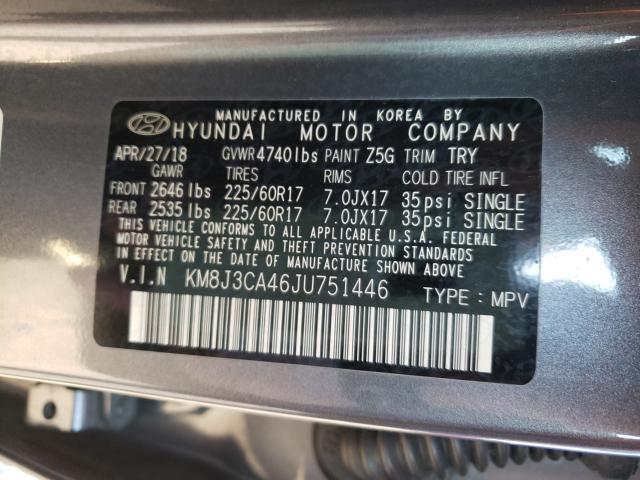 MANUFACTURED IN KOREA BY
HYUNDAI MOTOR COMPANY
APR/27/18 GVWR4740lbs PAINT Z5G TRIM TRY
GAWR TIRES RIMS COLD TIRE INFL
FRONT 2646lbs 225/60R17 7.0JX17 35psi SINGLE
REAR 2535lbs 225/60R17 7.0JX17 35psi SINGLE
THIS VEHICLE CONFORMS TO ALL APPLICABLE U.S.A. FEDERAL
MOTOR VEHICLE SAFETY AND THEFT PREVENTION STANDARDS
IN EFFECT ON THE DATE OF MANUFACTURE SHOWN ABOVE.
V.I.N KM8J3CA46JU751446 TYPE : MPV